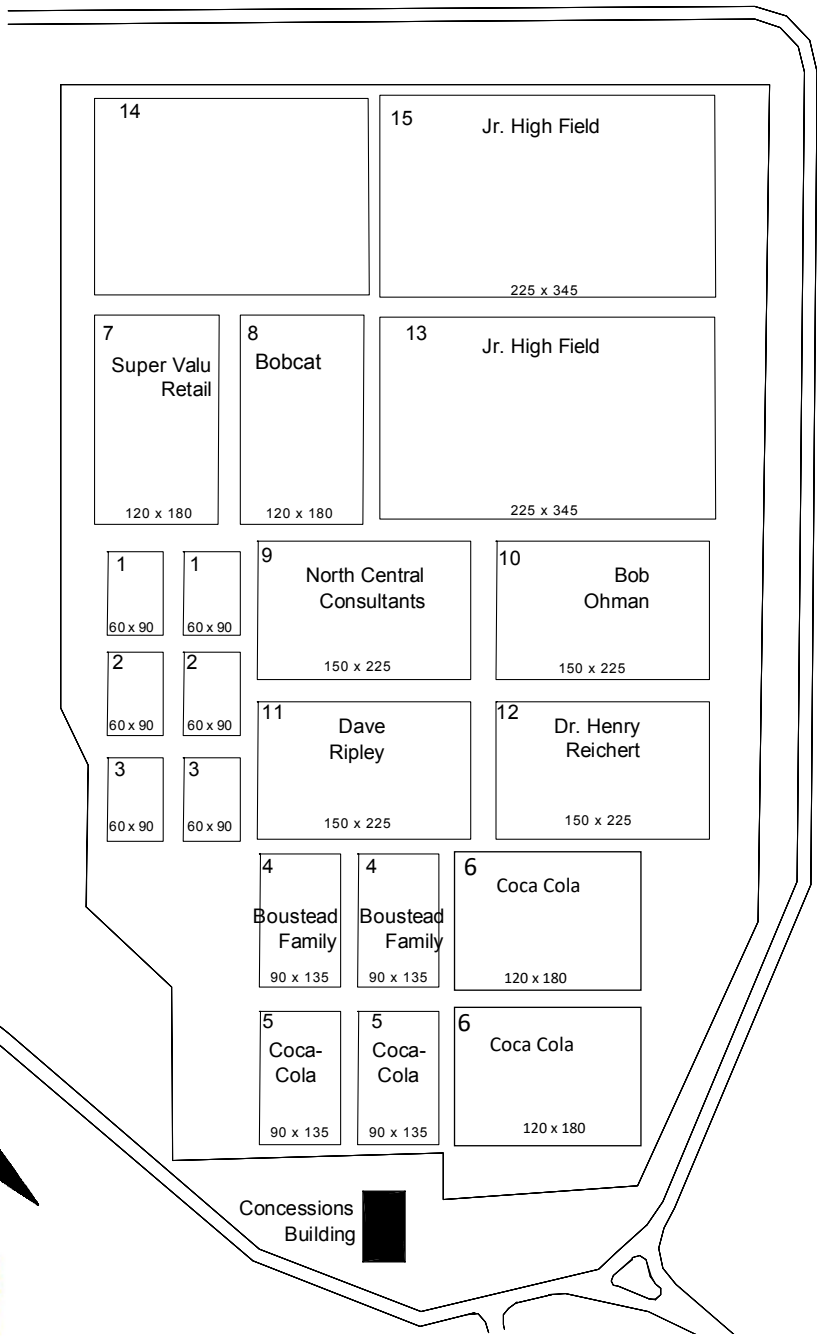 14
15
Jr. High Field
225 x 345
7
Super Valu
Retail
120 x 180
8
Bobcat
120 x 180
13
Jr. High Field
225 x 345
1
60 x 90
1
60 x 90
9
North Central
Consultants
150 x 225
10
Bob
Ohman
150 x 225
2
60 x 90
2
60 x 90
11
Dave
Ripley
150 x 225
12
Dr. Henry
Reichert
150 x 225
3
60 x 90
3
60 x 90
4
Boustead
Family
90 x 135
4
Boustead
Family
90 x 135
6
Coca Cola
120 x 180
5
Coca-
Cola
90 x 135
5
Coca-
Cola
90 x 135
6
Coca Cola
120 x 180
Concessions
Building